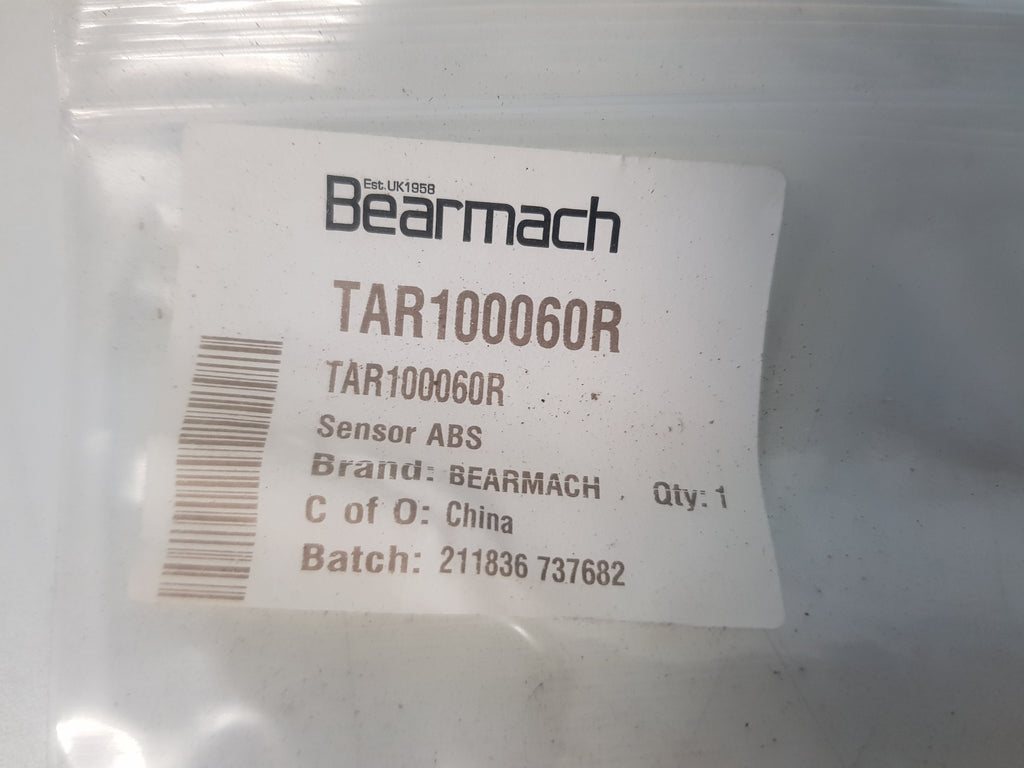 Est.UK1958
Bearmach
TAR100060R
TAR100060R
Sensor ABS
Brand: BEARMACH Qty: 1
C of O: China
Batch: 211836 737682